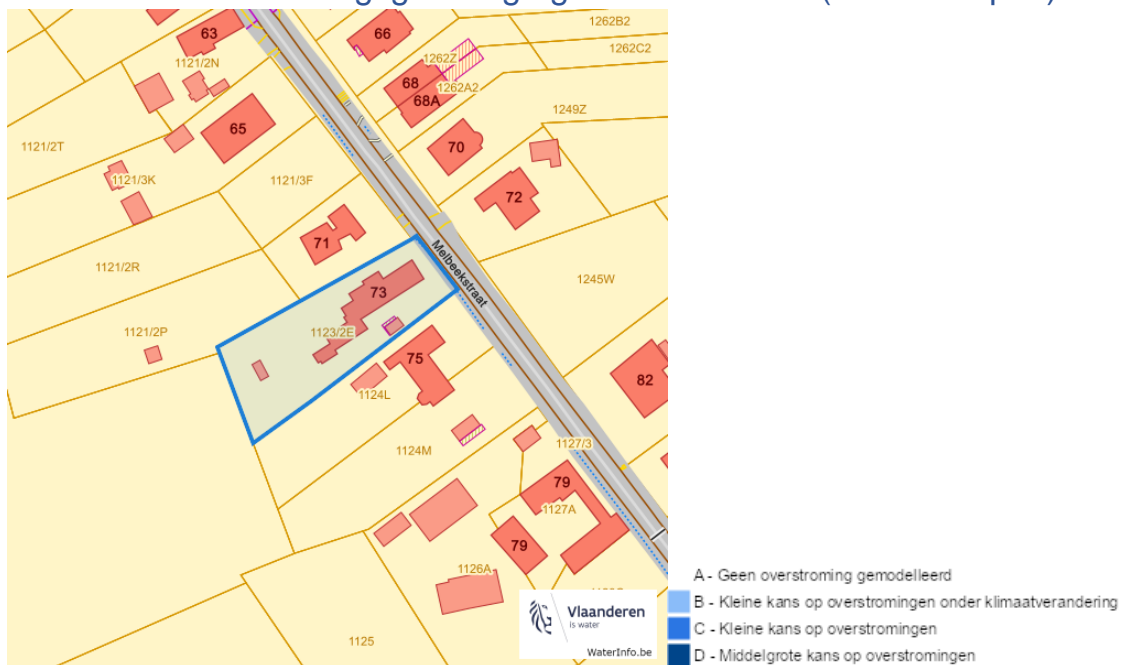 63
66
1262B2
1262C2
1121/2N
1262Z
68
1262A2
68A
1249Z
65
70
1121/2T
1121/3K
1121/3F
72
71
Melbeekstraat
1121/2R
1245W
73
1121/2P
1123/2E
75
82
1124L
1124M
1127/3
79
1127A
79
1126A
1125
Vlaanderen
is water
WaterInfo.be
A - Geen overstroming gemodelleerd
B - Kleine kans op overstromingen onder klimaatverandering
C - Kleine kans op overstromingen
D - Middelgrote kans op overstromingen